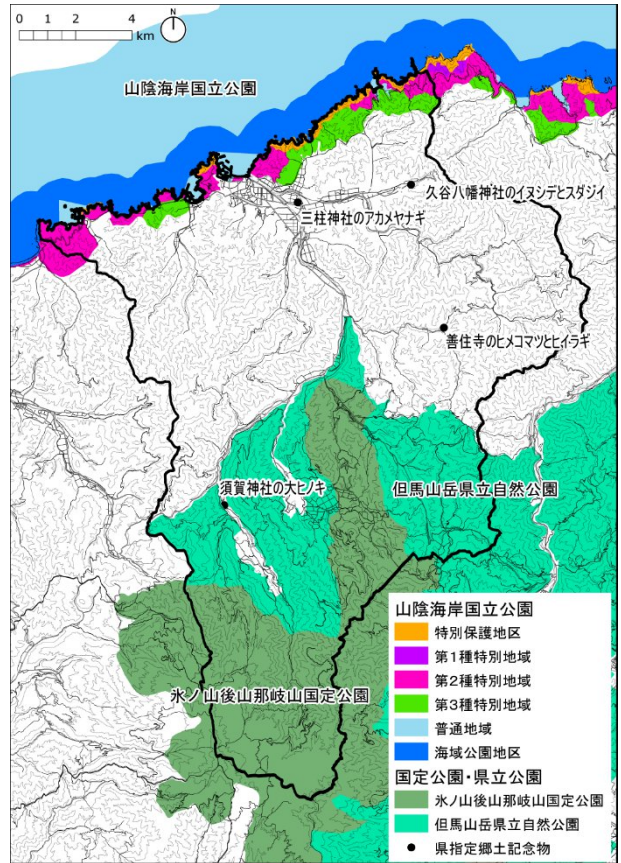 0 1 2 4
km
N
山陰海岸国立公園
久谷八幡神社のイヌシデとスダジイ
三柱神社のアカメヤナギ
善住寺のヒメコマツとヒイラギ
須賀神社の大ヒノキ
但馬山岳県立自然公園
氷ノ山後山那岐山国定公園
山陰海岸国立公園
特別保護地区
第1種特別地域
第2種特別地域
第3種特別地域
普通地域
海域公園地区
国定公園・県立公園
氷ノ山後山那岐山国定公園
但馬山岳県立自然公園
県指定郷土記念物